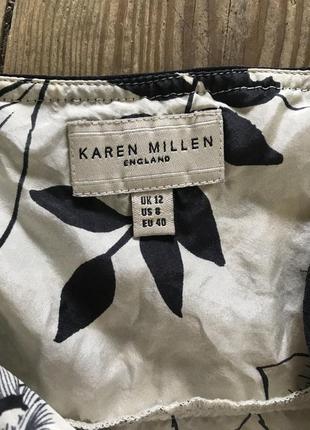 KAREN MILLEN
ENGLAND
UK 12
US 8
EU 40